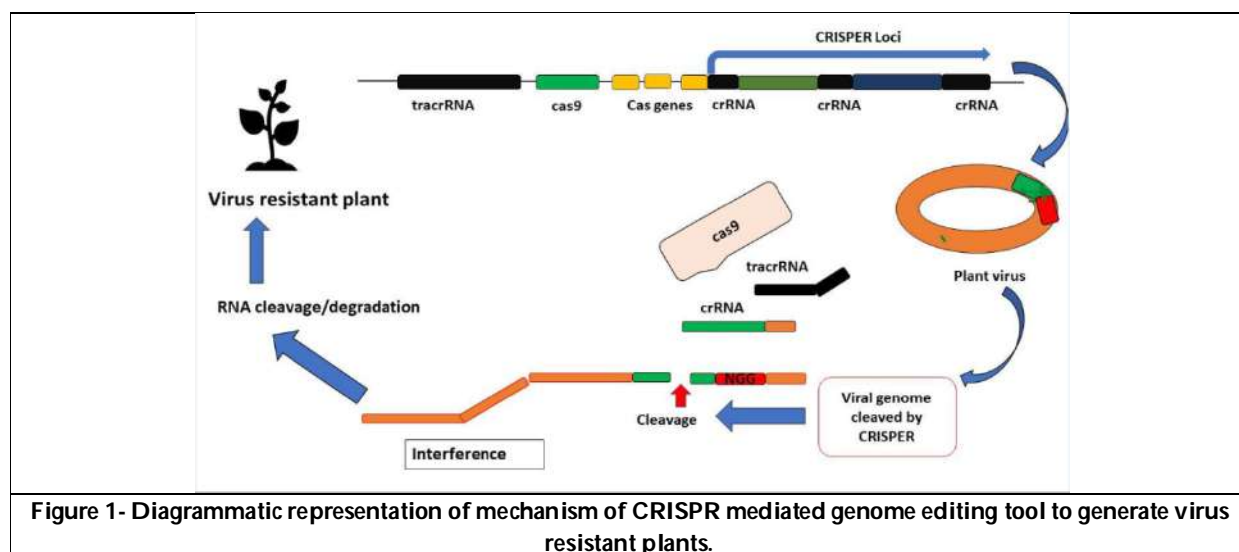 CRISPER Loci
tracrRNA
cas9
Cas genes
crRNA
crRNA
crRNA
Virus resistant plant
cas9
tracrRNA
Plant virus
RNA cleavage/degradation
crRNA
NGG
Cleavage
Viral genome
cleaved by
CRISPER
Interference
Figure 1- Diagrammatic representation of mechanism of CRISPR mediated genome editing tool to generate virus
resistant plants.